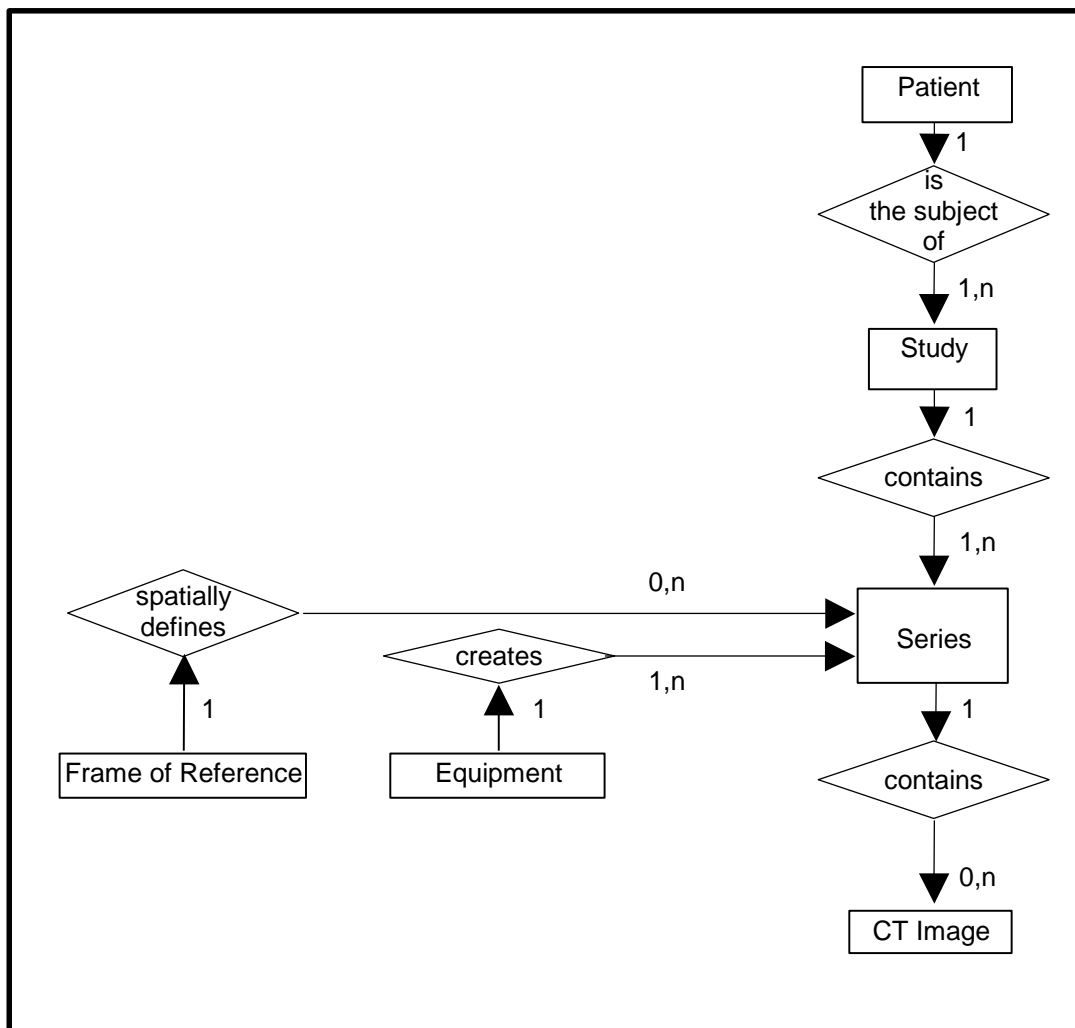 Patient
1
is
the subject
of
1,n
Study
1
contains
1,n
spatially
defines
0,n
Series
creates
1,n
1
1
1
Frame of Reference
Equipment
contains
0,n
CT Image